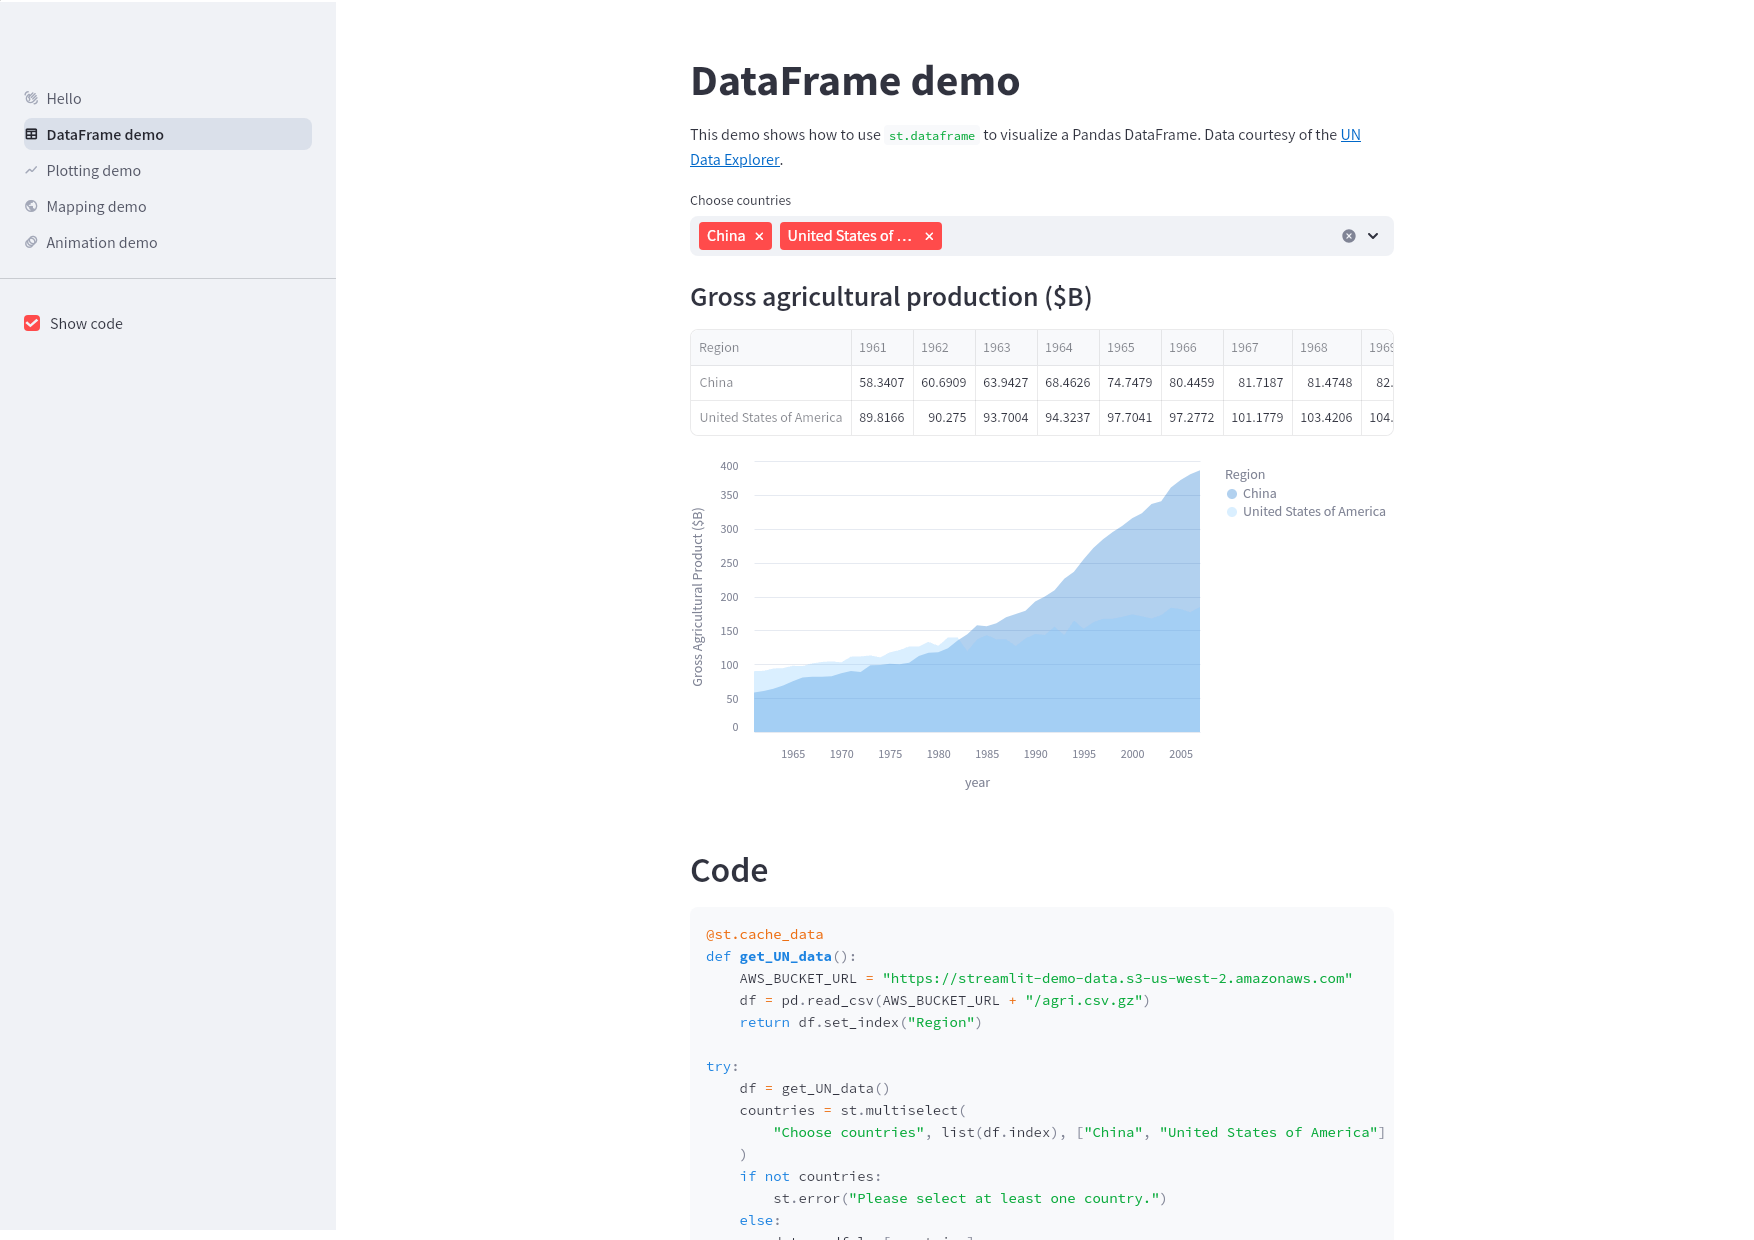 Hello
DataFrame demo
Plotting demo
Mapping demo
Animation demo
Show code
DataFrame demo
This demo shows how to use st.dataframe to visualize a Pandas DataFrame. Data courtesy of the UN
Data Explorer.
Choose countries
China × United States of ... ×
Gross agricultural production ($B)
Region 1961 1962 1963 1964 1965 1966 1967 1968 1969
China 58.3407 60.6909 63.9427 68.4626 74.7479 80.4459 81.7187 81.4748 82.
United States of America 89.8166 90.275 93.7004 94.3237 97.7041 97.2772 101.1779 103.4206 104.
Gross Agricultural Product ($B)
400
350
300
250
200
150
100
50
0
1965 1970 1975 1980 1985 1990 1995 2000 2005
year
Region
China
United States of America
Code
@st.cache_data
def get_UN_data():
    AWS_BUCKET_URL = "https://streamlit-demo-data.s3-us-west-2.amazonaws.com"
    df = pd.read_csv(AWS_BUCKET_URL + "/agri.csv.gz")
    return df.set_index("Region")
try:
    df = get_UN_data()
    countries = st.multiselect(
        "Choose countries", list(df.index), ["China", "United States of America"]
    )
    if not countries:
        st.error("Please select at least one country.")
    else: